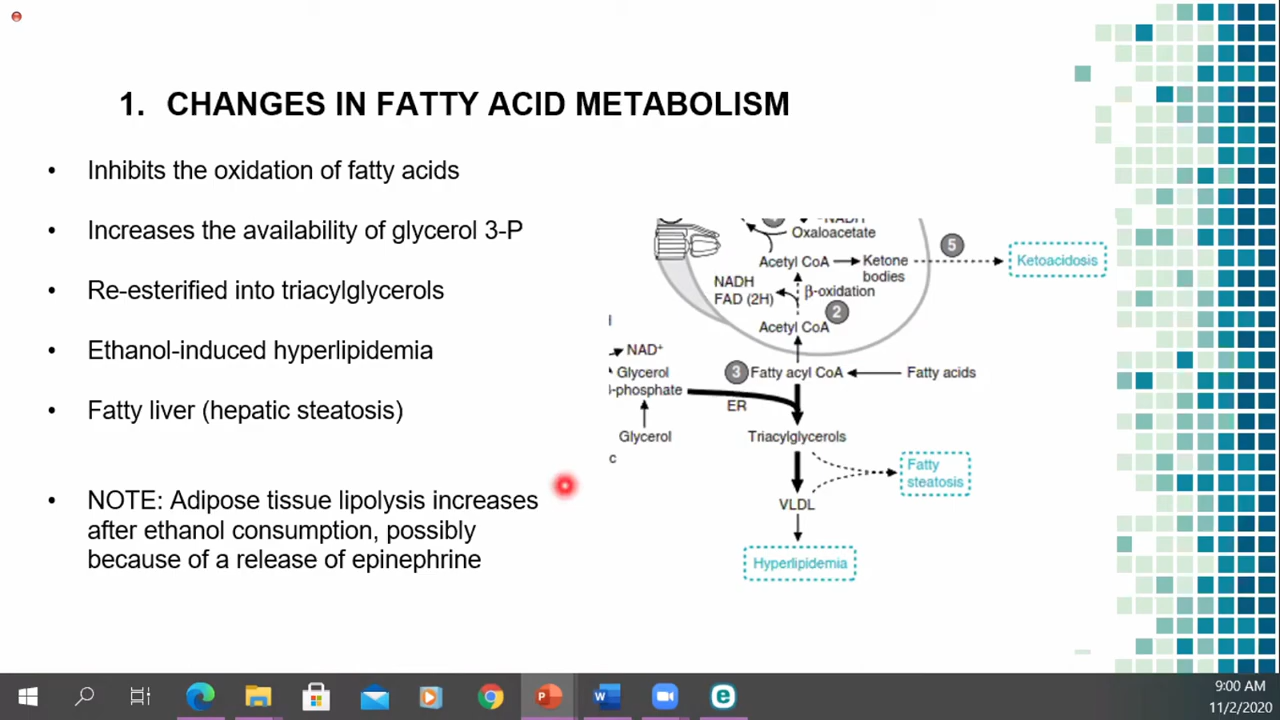 1. CHANGES IN FATTY ACID METABOLISM
• Inhibits the oxidation of fatty acids
• Increases the availability of glycerol 3-P
• Re-esterified into triacylglycerols
• Ethanol-induced hyperlipidemia
• Fatty liver (hepatic steatosis)
• NOTE: Adipose tissue lipolysis increases
after ethanol consumption, possibly
because of a release of epinephrine
NADH
Oxaloacetate
5
Acetyl CoA
Ketone
bodies
Ketoacidosis
NADH
FAD (2H)
β-oxidation
2
Acetyl CoA
NAD⁺
Glycerol
-phosphate
3
Fatty acyl CoA
Fatty acids
ER
Glycerol
Triacylglycerols
c
Fatty
steatosis
VLDL
Hyperlipidemia
9:00 AM
11/2/2020